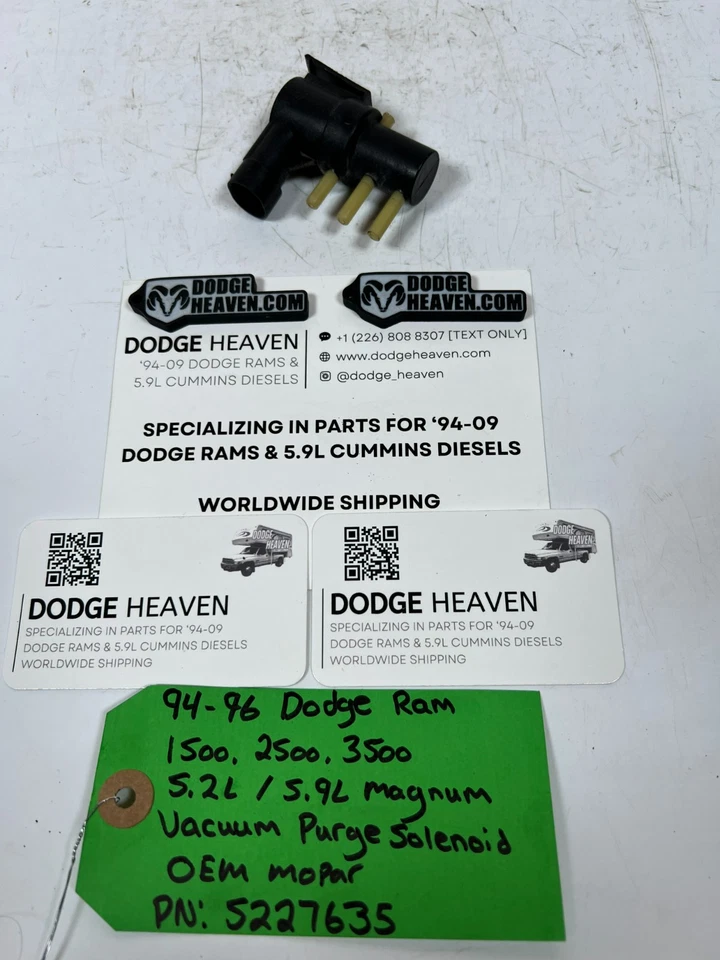 DODGE
HEAVEN.COM
DODGE
HEAVEN.COM
DODGE HEAVEN
'94-09 DODGE RAMS &
5.9L CUMMINS DIESELS
+1 (226) 808 8307 [TEXT ONLY]
www.dodgeheaven.com
@dodge_heaven
SPECIALIZING IN PARTS FOR '94-09
DODGE RAMS & 5.9L CUMMINS DIESELS
WORLDWIDE SHIPPING
DODGE
HEAVEN
DODGE HEAVEN
SPECIALIZING IN PARTS FOR '94-09
DODGE RAMS & 5.9L CUMMINS DIESELS
WORLDWIDE SHIPPING
DODGE
HEAVEN
DODGE HEAVEN
SPECIALIZING IN PARTS FOR '94-09
DODGE RAMS & 5.9L CUMMINS DIESELS
WORLDWIDE SHIPPING
94-96 Dodge Ram
1500, 2500, 3500
5.2L / 5.9L magnum
Vacuum Purge Solenoid
OEM mopar
PN: 5227635